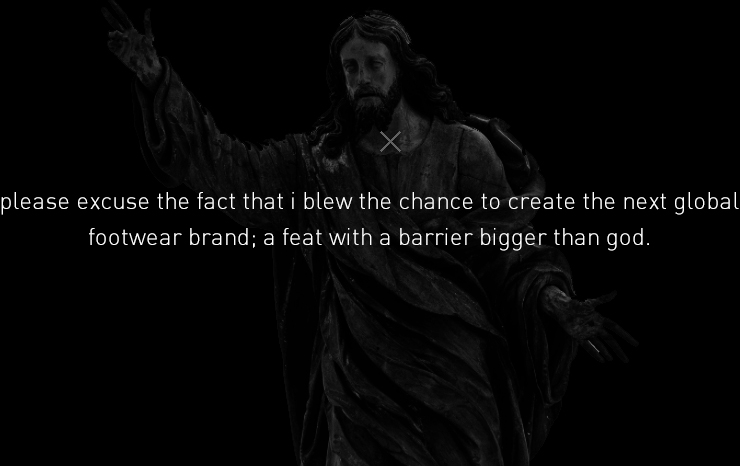 please excuse the fact that i blew the chance to create the next global
footwear brand; a feat with a barrier bigger than god.